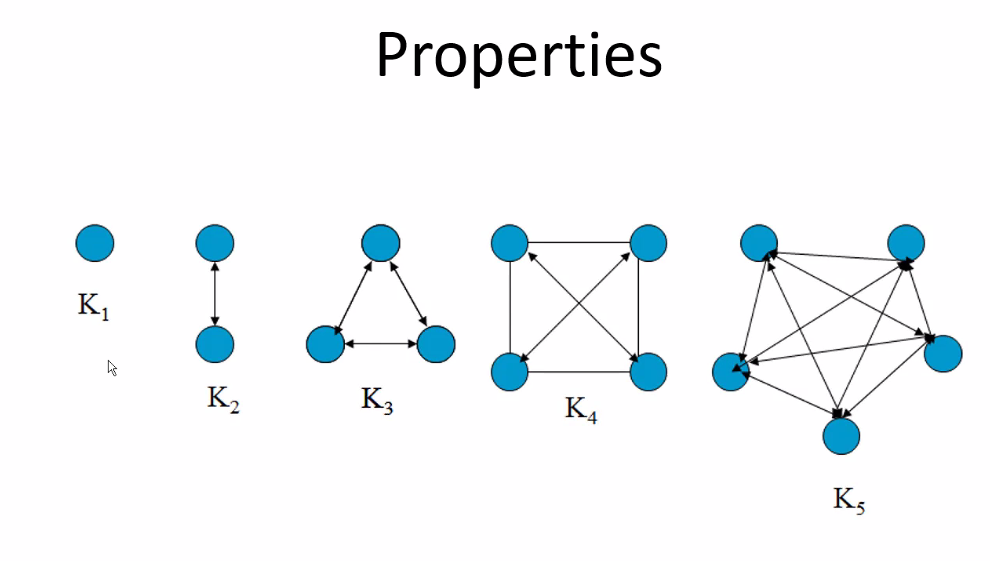 Properties
K₁
K₂
K₃
K₄
K₅